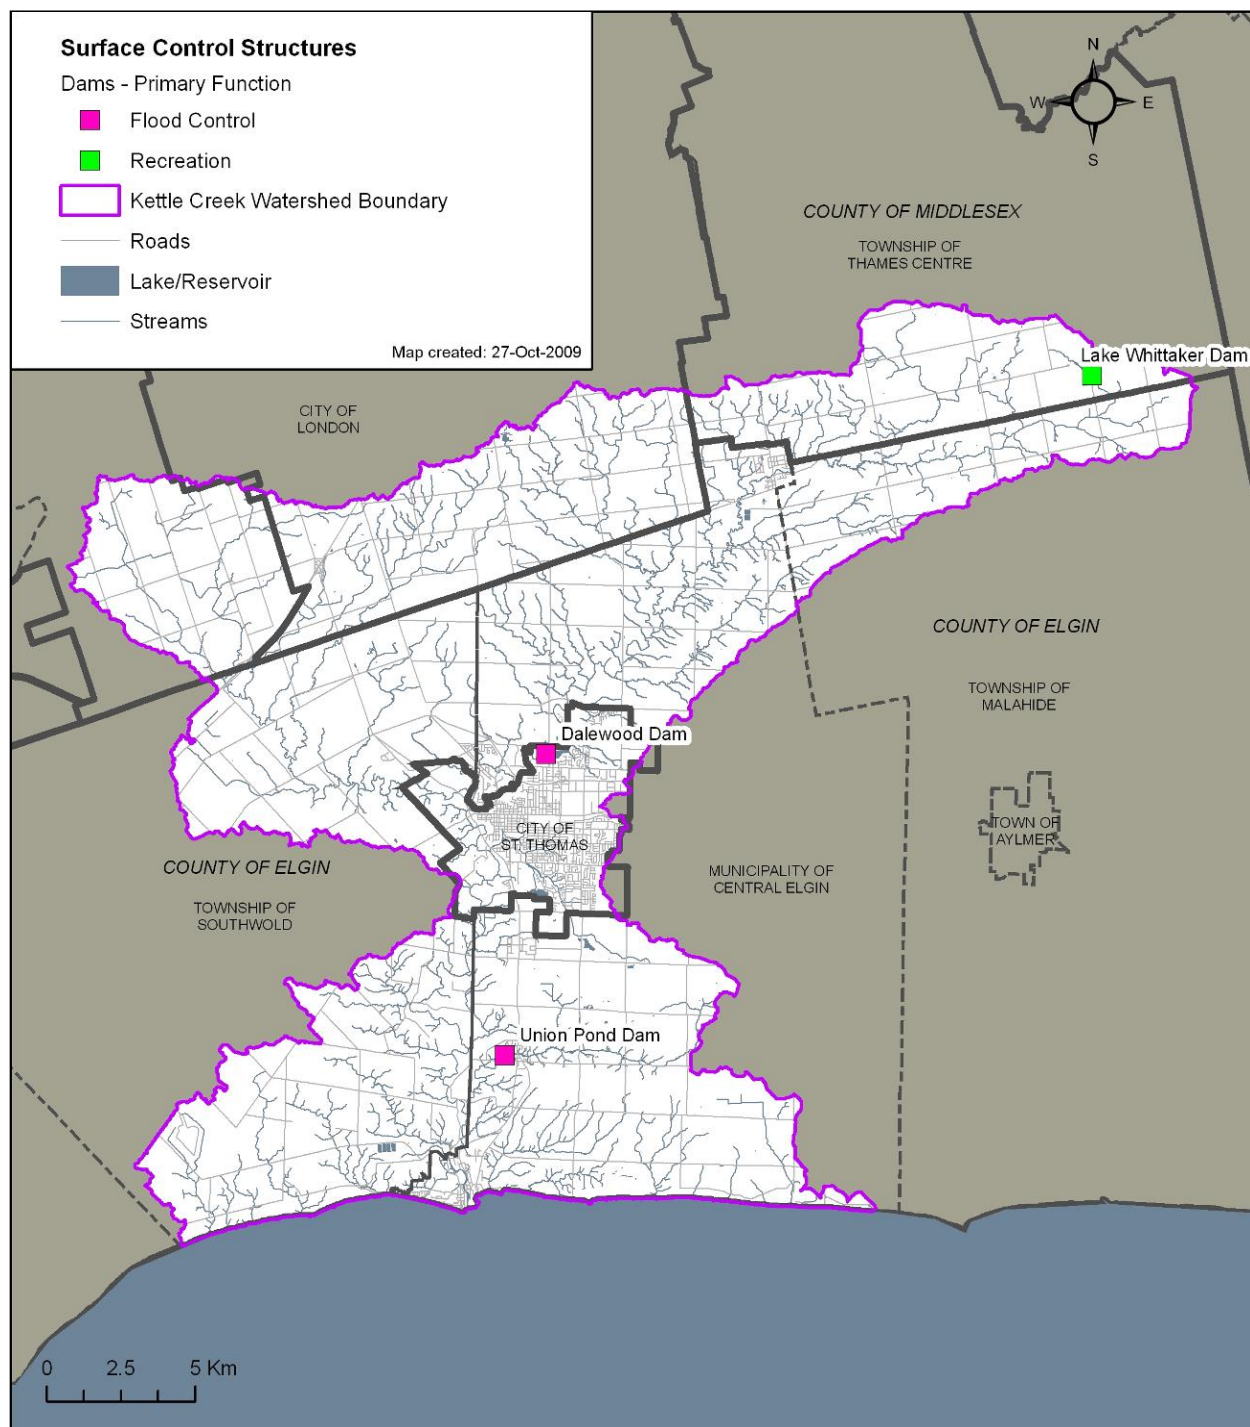 Surface Control Structures
Dams - Primary Function
Flood Control
Recreation
Kettle Creek Watershed Boundary
Roads
Lake/Reservoir
Streams
Map created: 27-Oct-2009
N
W
E
S
COUNTY OF MIDDLESEX
TOWNSHIP OF
THAMES CENTRE
Lake Whittaker Dam
CITY OF
LONDON
COUNTY OF ELGIN
TOWNSHIP OF
MALAHIDE
Dalewood Dam
CITY OF
ST. THOMAS
TOWN OF
AYLMER
COUNTY OF ELGIN
TOWNSHIP OF
SOUTHWOLD
MUNICIPALITY OF
CENTRAL ELGIN
Union Pond Dam
0 2.5 5 Km